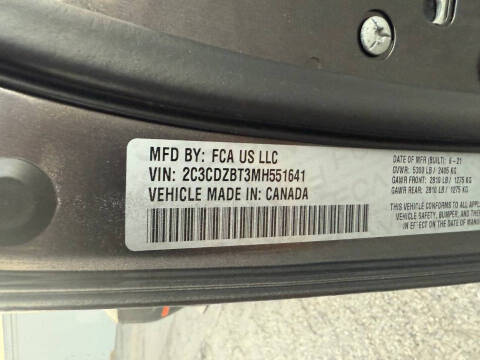 MFD BY: FCA US LLC
VIN: 2C3CDZBT3MH551641
VEHICLE MADE IN: CANADA
DATE OF MFR (BUILT): 6-21
GVWR: 5300 LB / 2405 KG
GAWR FRONT: 2810 LB / 1275 KG
GAWR REAR: 2810 LB / 1275 KG
THIS VEHICLE CONFORMS TO ALL APPL
VEHICLE SAFETY, BUMPER, AND THE
IN EFFECT ON THE DATE OF MANU